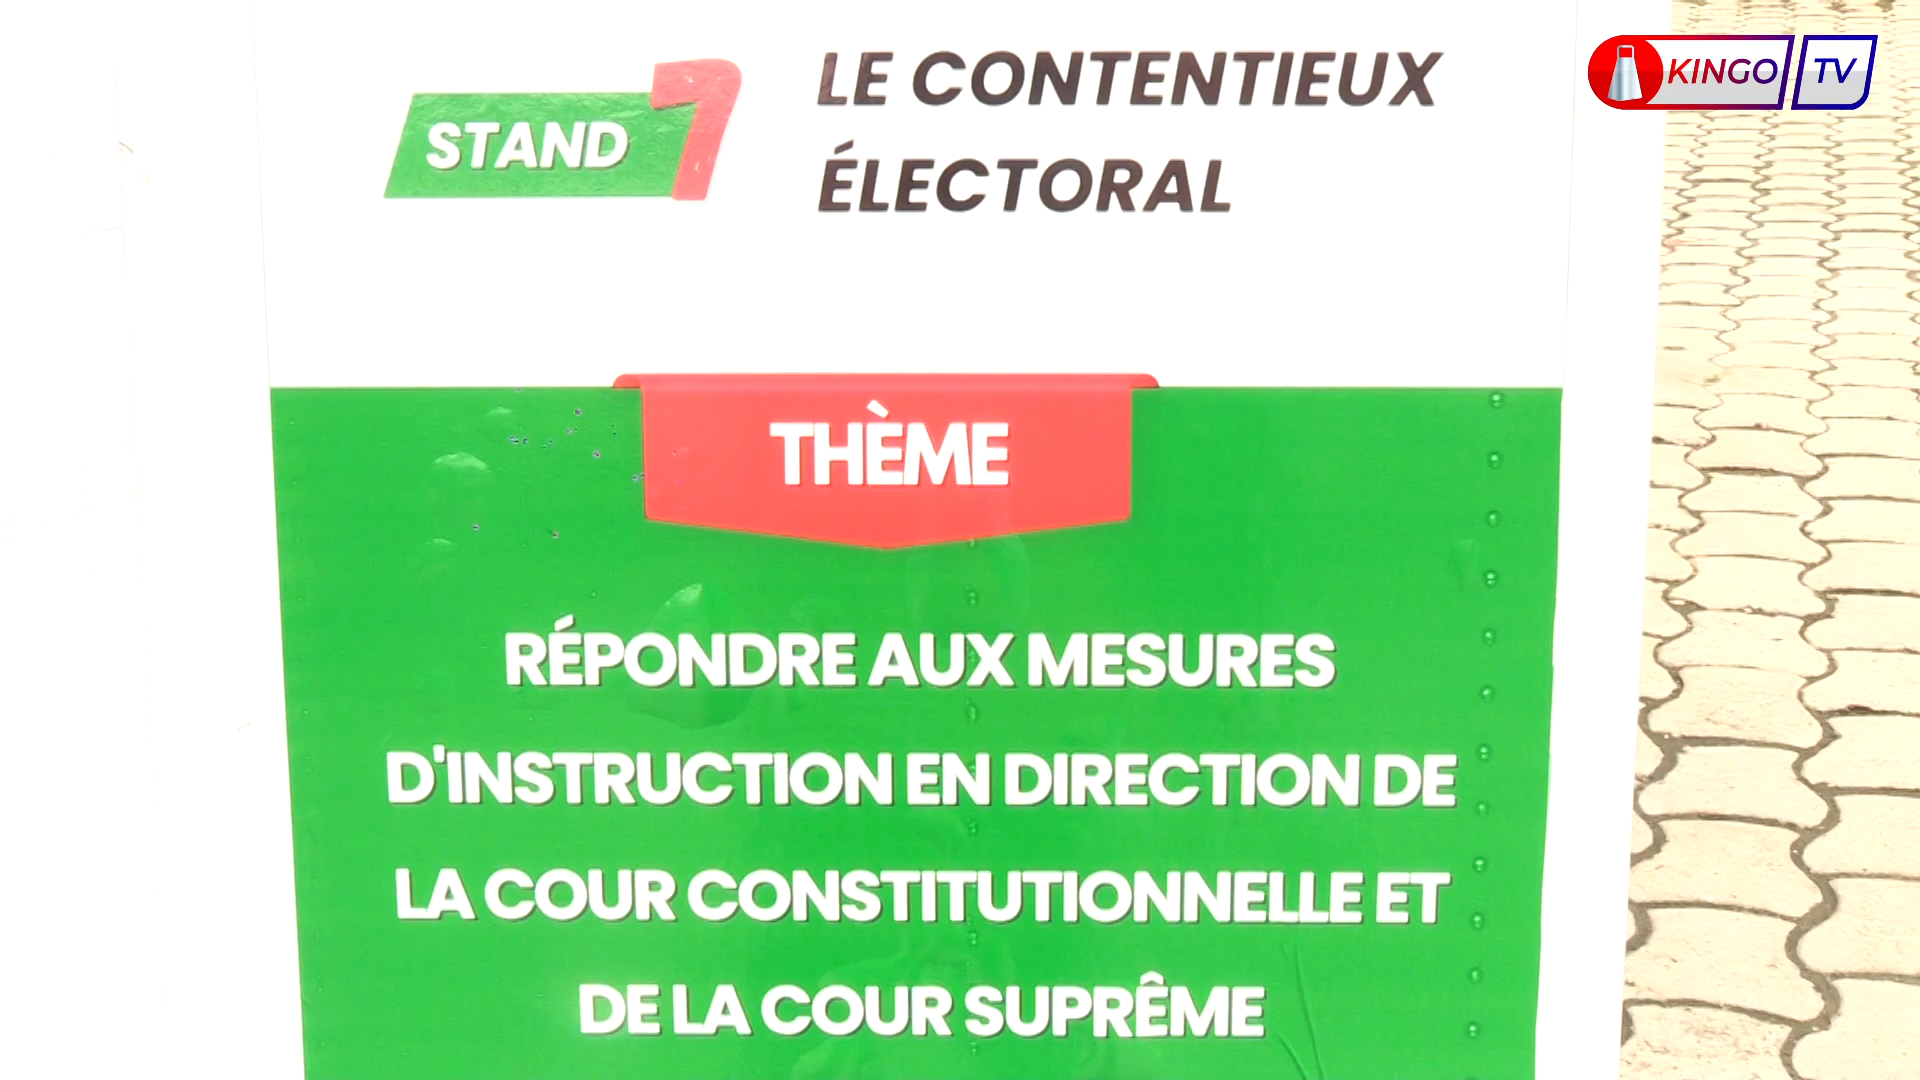 STAND 7
LE CONTENTIEUX
ÉLECTORAL
KINGO TV
THÈME
RÉPONDRE AUX MESURES
D'INSTRUCTION EN DIRECTION DE
LA COUR CONSTITUTIONNELLE ET
DE LA COUR SUPRÊME